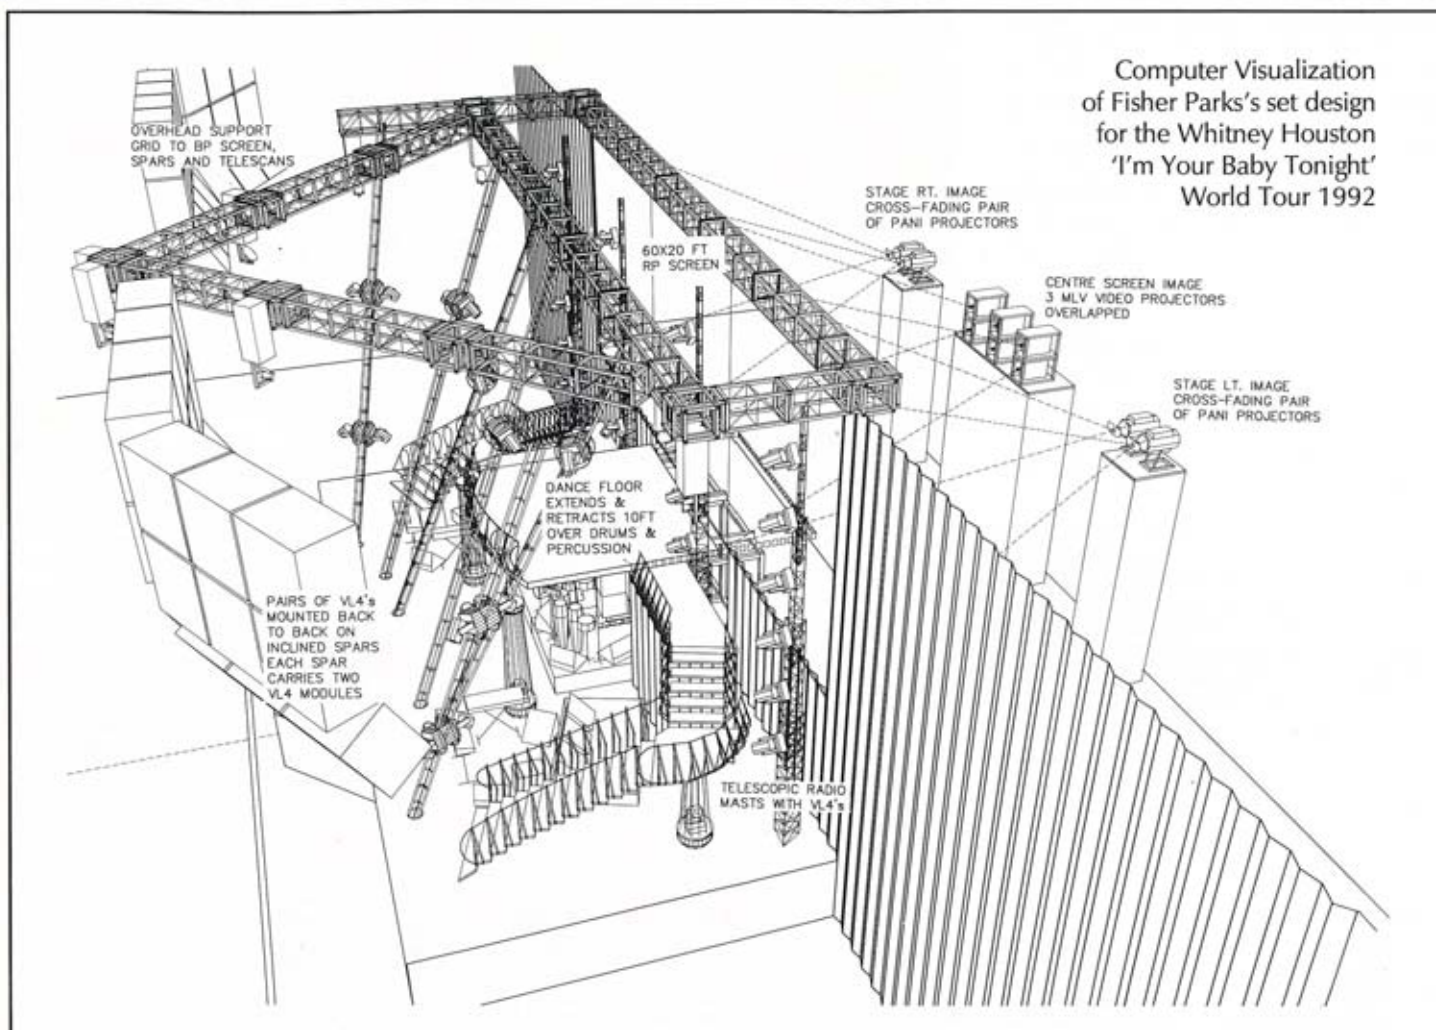 Computer Visualization
of Fisher Parks's set design
for the Whitney Houston
'I'm Your Baby Tonight'
World Tour 1992
OVERHEAD SUPPORT
GRID TO BP SCREEN,
SPARS AND TELESCANS
STAGE RT. IMAGE
CROSS-FADING PAIR
OF PANI PROJECTORS
60X20 FT
RP SCREEN
CENTRE SCREEN IMAGE
3 MLV VIDEO PROJECTORS
OVERLAPPED
STAGE LT. IMAGE
CROSS-FADING PAIR
OF PANI PROJECTORS
DANCE FLOOR
EXTENDS &
RETRACTS 10FT
OVER DRUMS &
PERCUSSION
PAIRS OF VL4's
MOUNTED BACK
TO BACK ON
INCLINED SPARS
EACH SPAR
CARRIES TWO
VL4 MODULES
TELESCOPIC RADIO
MASTS WITH VL4's